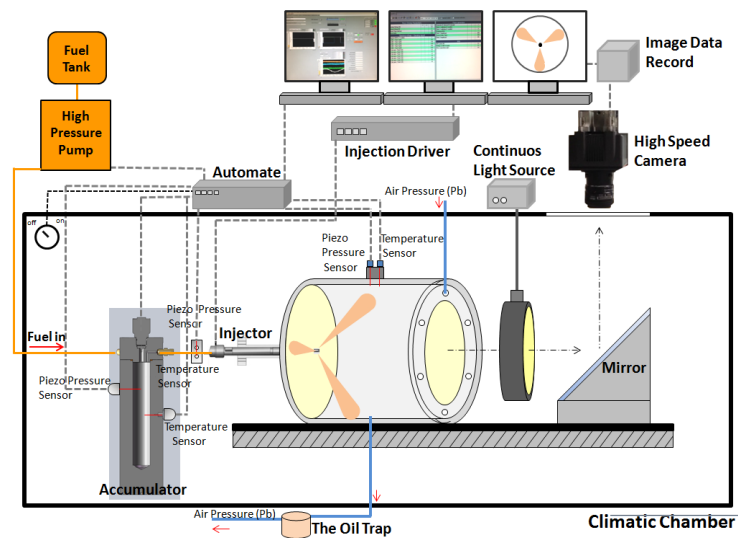 Fuel
Tank
High
Pressure
Pump
Image Data
Record
High Speed
Camera
Injection Driver
Continuos
Light Source
Automate
Air Pressure (Pb)
off
on
Piezo
Pressure
Sensor
Temperature
Sensor
Piezo Pressure
Sensor
Fuel in
Injector
Temperature
Sensor
Piezo Pressure
Sensor
Mirror
Temperature
Sensor
Accumulator
Air Pressure (Pb)
The Oil Trap
Climatic Chamber